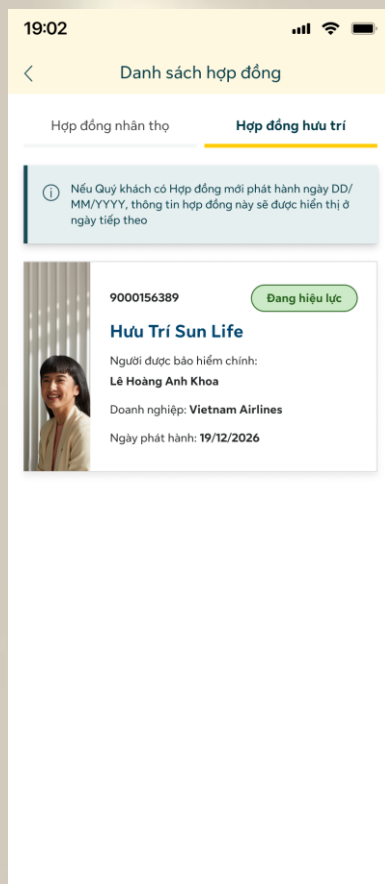 19:02
Danh sách hợp đồng
Hợp đồng nhân thọ
Hợp đồng hưu trí
Nếu Quý khách có Hợp đồng mới phát hành ngày DD/
MM/YYYY, thông tin hợp đồng này sẽ được hiển thị ở
ngày tiếp theo
9000156389
Đang hiệu lực
Hưu Trí Sun Life
Người được bảo hiểm chính:
Lê Hoàng Anh Khoa
Doanh nghiệp: Vietnam Airlines
Ngày phát hành: 19/12/2026